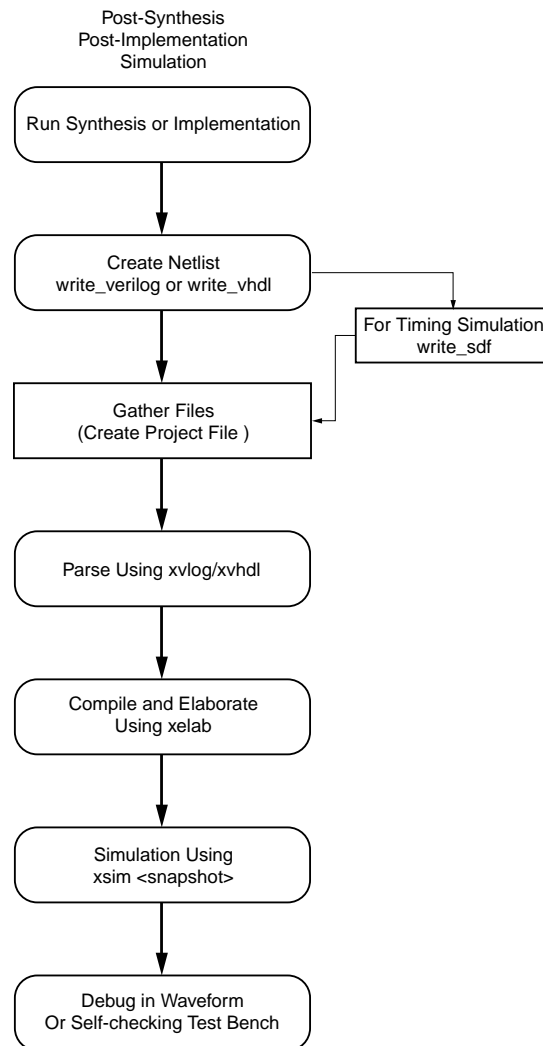 Post-Synthesis
Post-Implementation
Simulation
Run Synthesis or Implementation
Create Netlist
write_verilog or write_vhdl
For Timing Simulation
write_sdf
Gather Files
(Create Project File )
Parse Using xvlog/xvhdl
Compile and Elaborate
Using xelab
Simulation Using
xsim <snapshot>
Debug in Waveform
Or Self-checking Test Bench